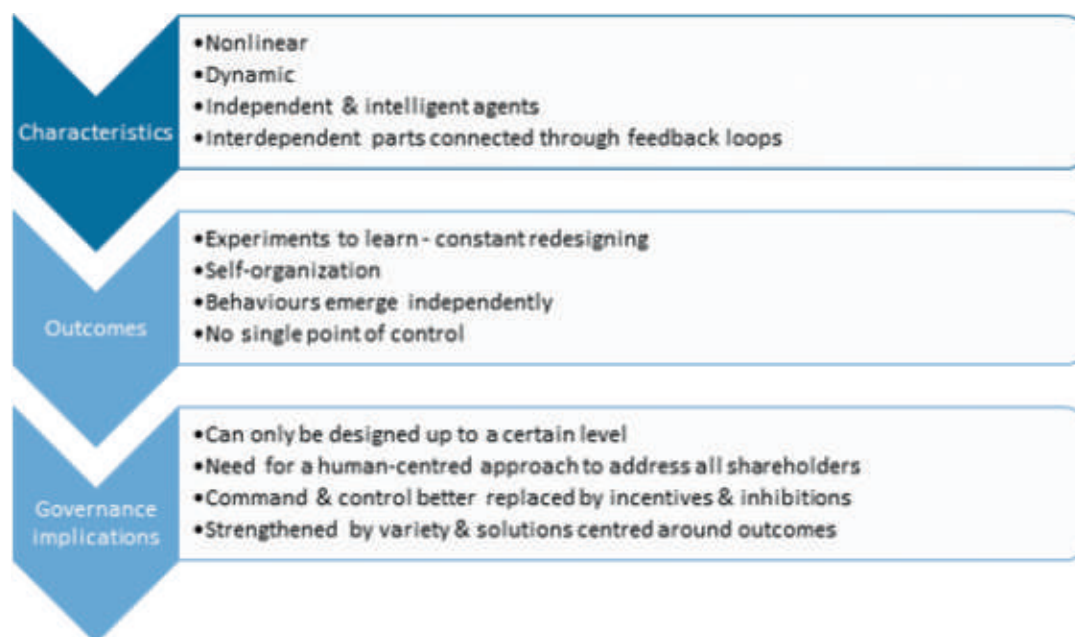 Characteristics
•Nonlinear
•Dynamic
•Independent & intelligent agents
•Interdependent parts connected through feedback loops
Outcomes
•Experiments to learn - constant redesigning
•Self-organization
•Behaviours emerge independently
•No single point of control
Governance
implications
•Can only be designed up to a certain level
•Need for a human-centred approach to address all shareholders
•Command & control better replaced by incentives & inhibitions
•Strengthened by variety & solutions centred around outcomes